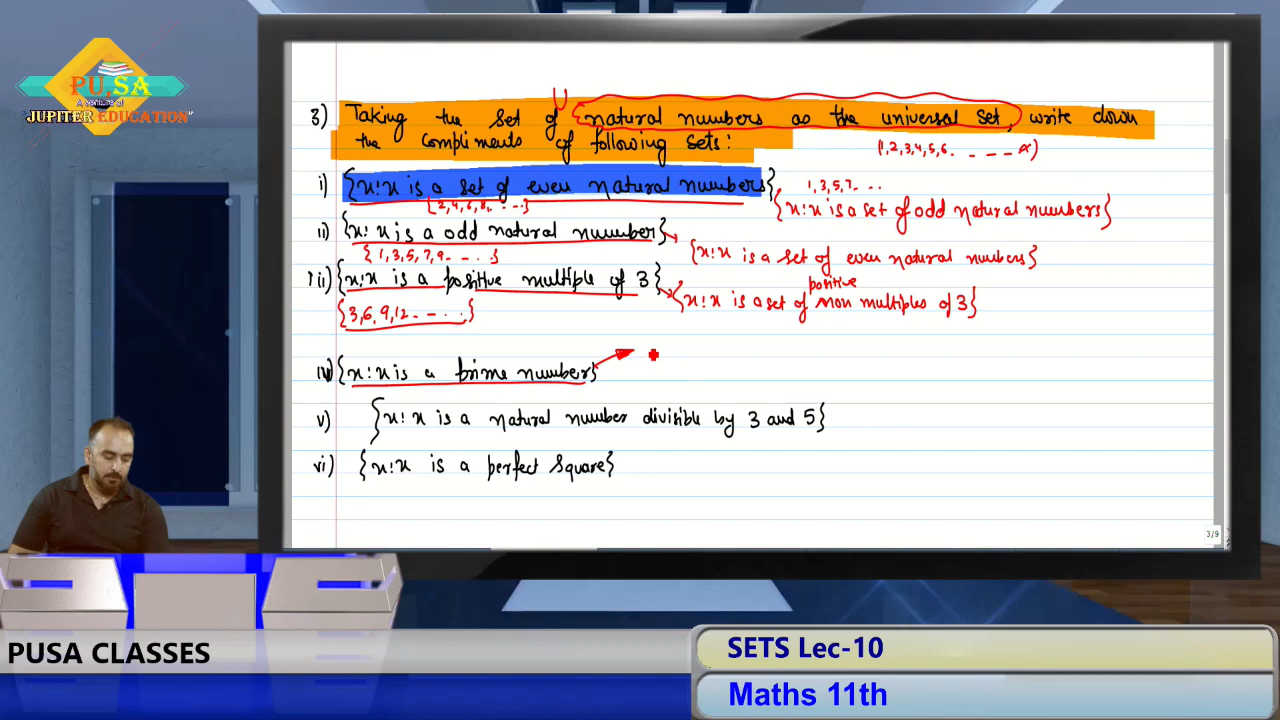 PU,SA
A venture of
JUPITER EDUCATION"
U
3) Taking the set of natural numbers as the universal set, write down
the compliments of following sets:
(1,2,3,4,5,6. . - - - ∞)
i) {x:x is a set of even natural numbers}
{2,4,6,8,. . - ..}
1,3,5,7.. . .
{x:x is a set of odd natural numbers}
ii) {x:x is a odd natural number}
{1,3,5,7,9.. - . .}
{x:x is a set of even natural numbers}
iii) {x:x is a positive multiple of 3}
{3,6,9,12. - - . .}
positive
{x:x is a set of non multiples of 3}
iv) {x:x is a prime number}
v) {x:x is a natural number divisible by 3 and 5}
vi) {x:x is a perfect square}
3/9
PUSA CLASSES
SETS Lec-10
Maths 11th